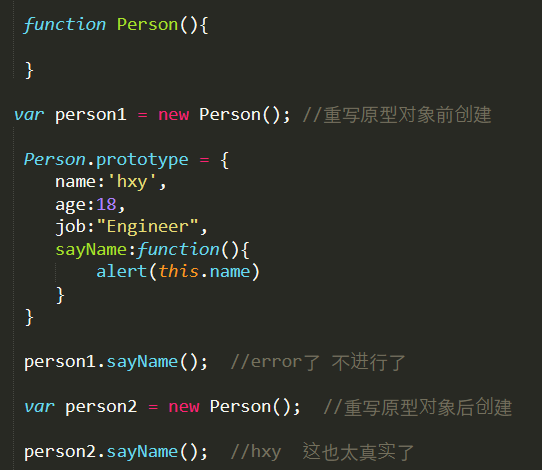 function Person(){
}
var person1 = new Person(); //重写原型对象前创建
Person.prototype = {
name:'hxy',
age:18,
job:"Engineer",
sayName:function(){
alert(this.name)
}
}
person1.sayName(); //error了 不进行了
var person2 = new Person(); //重写原型对象后创建
person2.sayName(); //hxy 这也太真实了